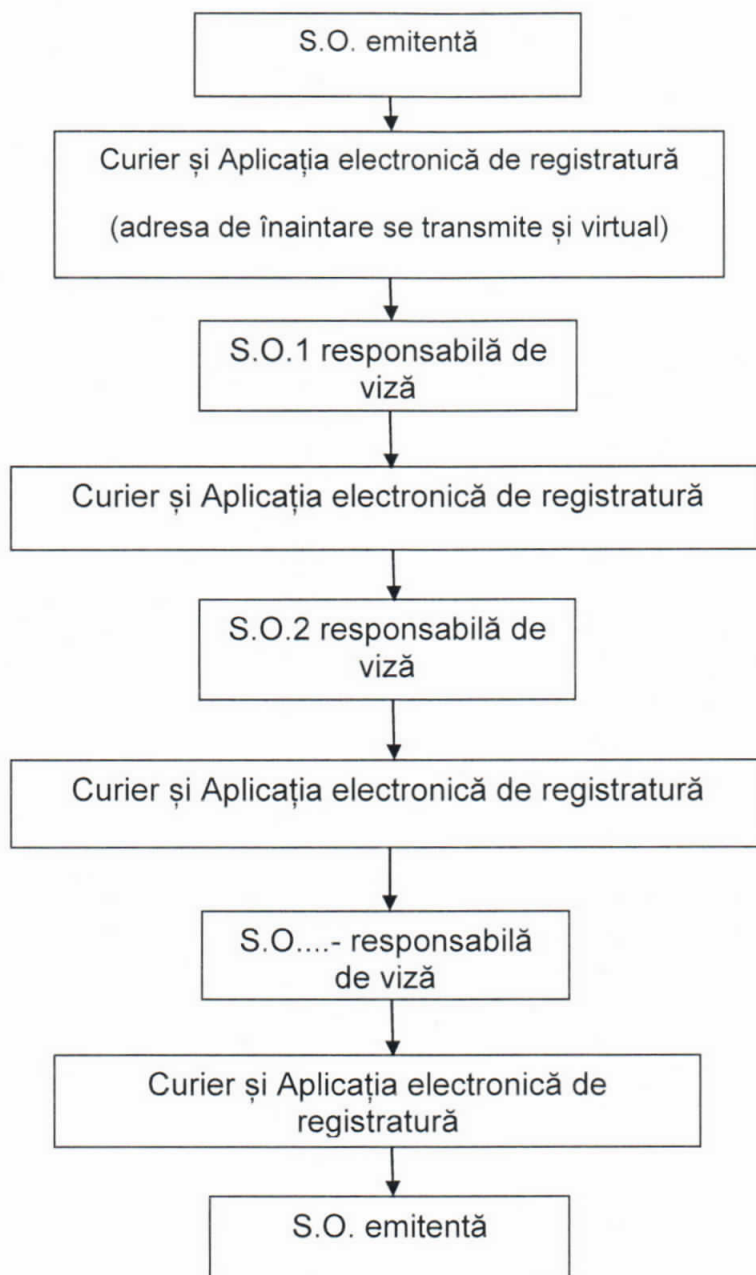 S.O. emitentă
Curier și Aplicația electronică de registratură
(adresa de înaintare se transmite și virtual)
S.O.1 responsabilă de
viză
Curier și Aplicația electronică de registratură
S.O.2 responsabilă de
viză
Curier și Aplicația electronică de registratură
S.O....- responsabilă
de viză
Curier și Aplicația electronică de
registratură
S.O. emitentă